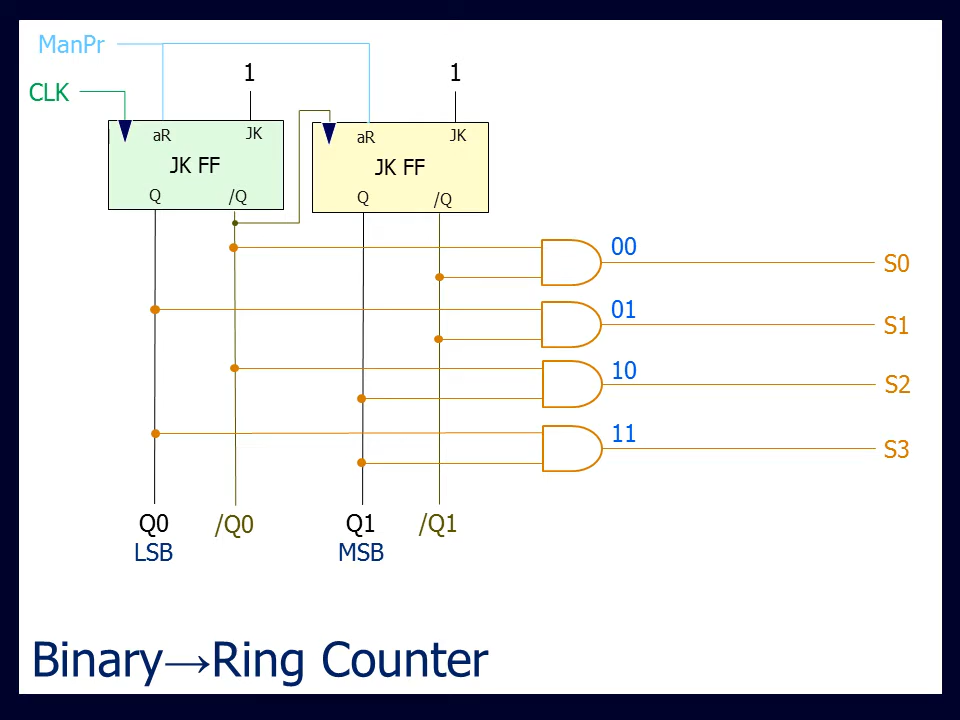 ManPr
1
1
CLK
aR
JK
aR
JK
JK FF
JK FF
Q
/Q
Q
/Q
00
S0
01
S1
10
S2
11
S3
Q0
/Q0
Q1
/Q1
LSB
MSB
Binary→Ring Counter